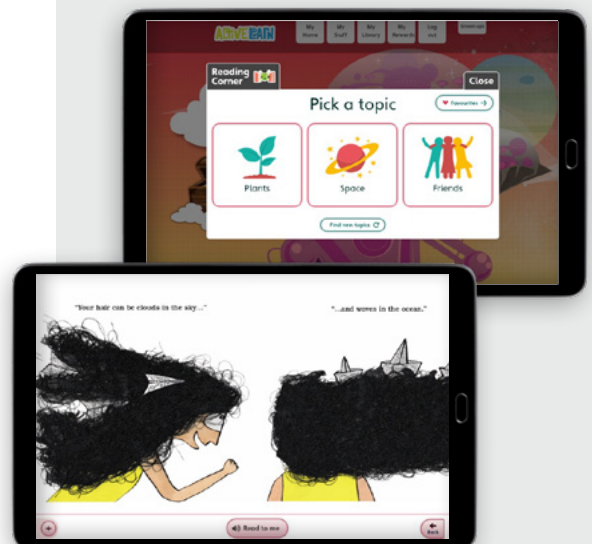 ACTIVE LEARN
My Home
My Stuff
My Library
My Rewards
Log out
Grown-ups
Reading Corner
Close
Pick a topic
Favourites
Plants
Space
Friends
Find new topics
"Your hair can be clouds in the sky..."
"...and waves in the ocean."
Read to me
Back